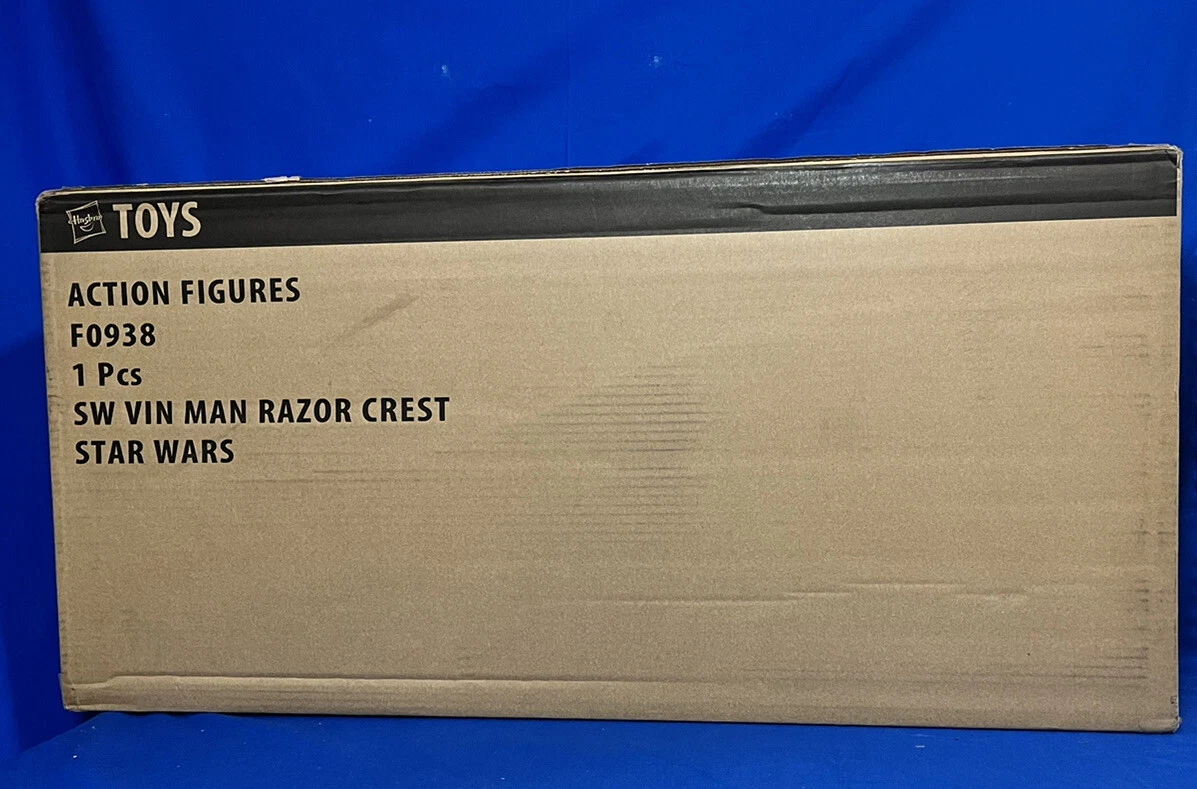 Hasbro TOYS
ACTION FIGURES
F0938
1 Pcs
SW VIN MAN RAZOR CREST
STAR WARS